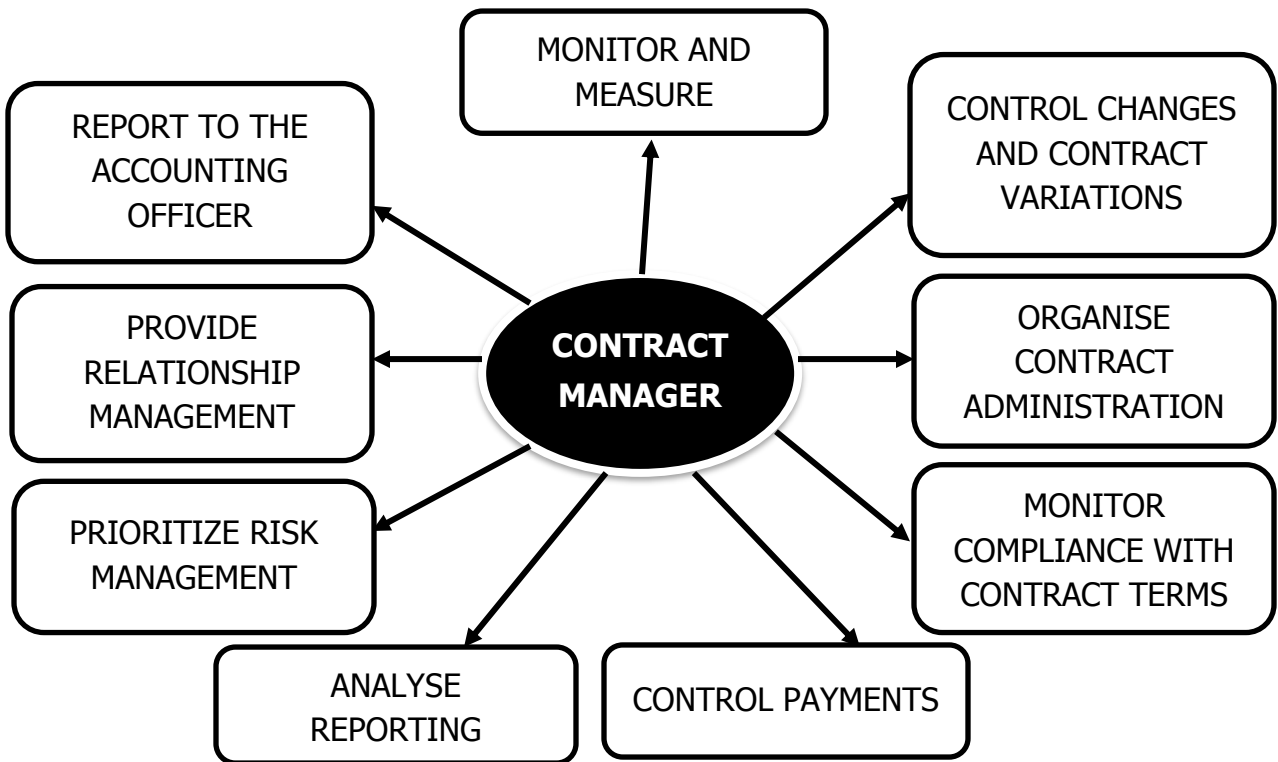 MONITOR AND
MEASURE
CONTROL CHANGES
AND CONTRACT
VARIATIONS
REPORT TO THE
ACCOUNTING
OFFICER
PROVIDE
RELATIONSHIP
MANAGEMENT
CONTRACT
MANAGER
ORGANISE
CONTRACT
ADMINISTRATION
PRIORITIZE RISK
MANAGEMENT
MONITOR
COMPLIANCE WITH
CONTRACT TERMS
ANALYSE
REPORTING
CONTROL PAYMENTS